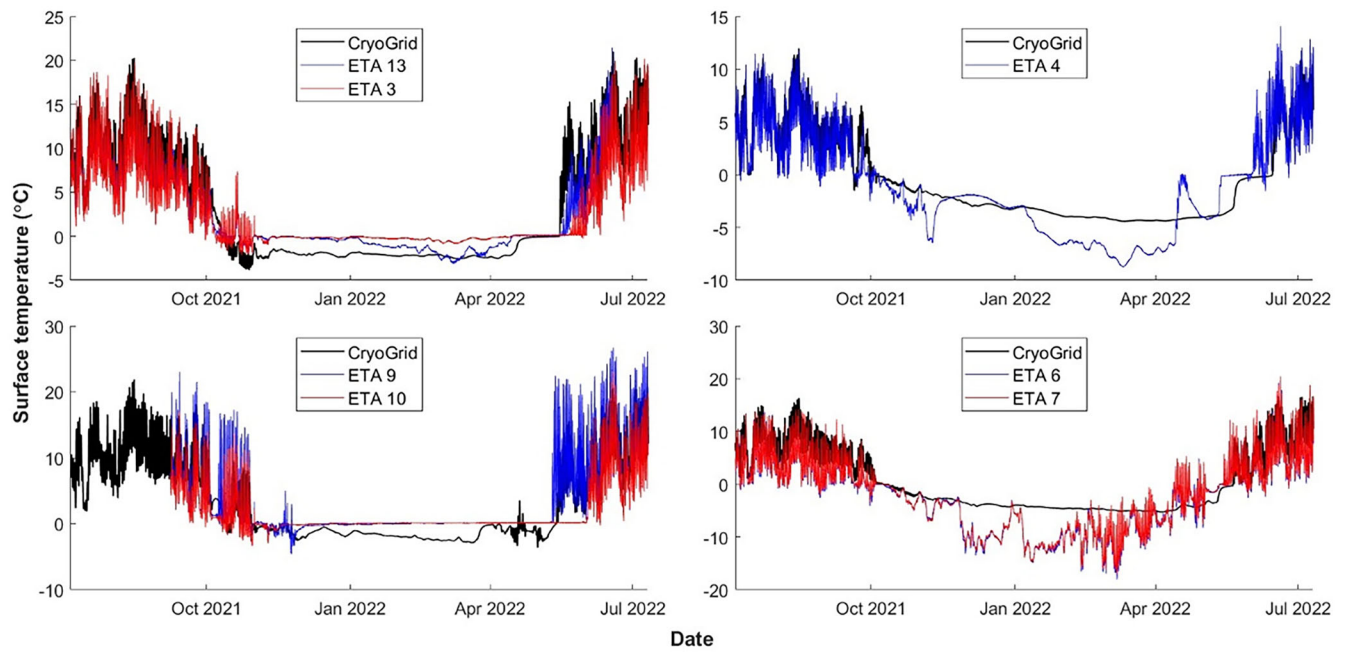 Surface temperature (°C)
25
20
15
10
5
0
-5
CryoGrid
ETA 13
ETA 3
Oct 2021 Jan 2022 Apr 2022 Jul 2022
15
10
5
0
-5
-10
CryoGrid
ETA 4
Oct 2021 Jan 2022 Apr 2022 Jul 2022
30
20
10
0
-10
CryoGrid
ETA 9
ETA 10
Oct 2021 Jan 2022 Apr 2022 Jul 2022
30
20
10
0
-10
-20
CryoGrid
ETA 6
ETA 7
Oct 2021 Jan 2022 Apr 2022 Jul 2022
Date